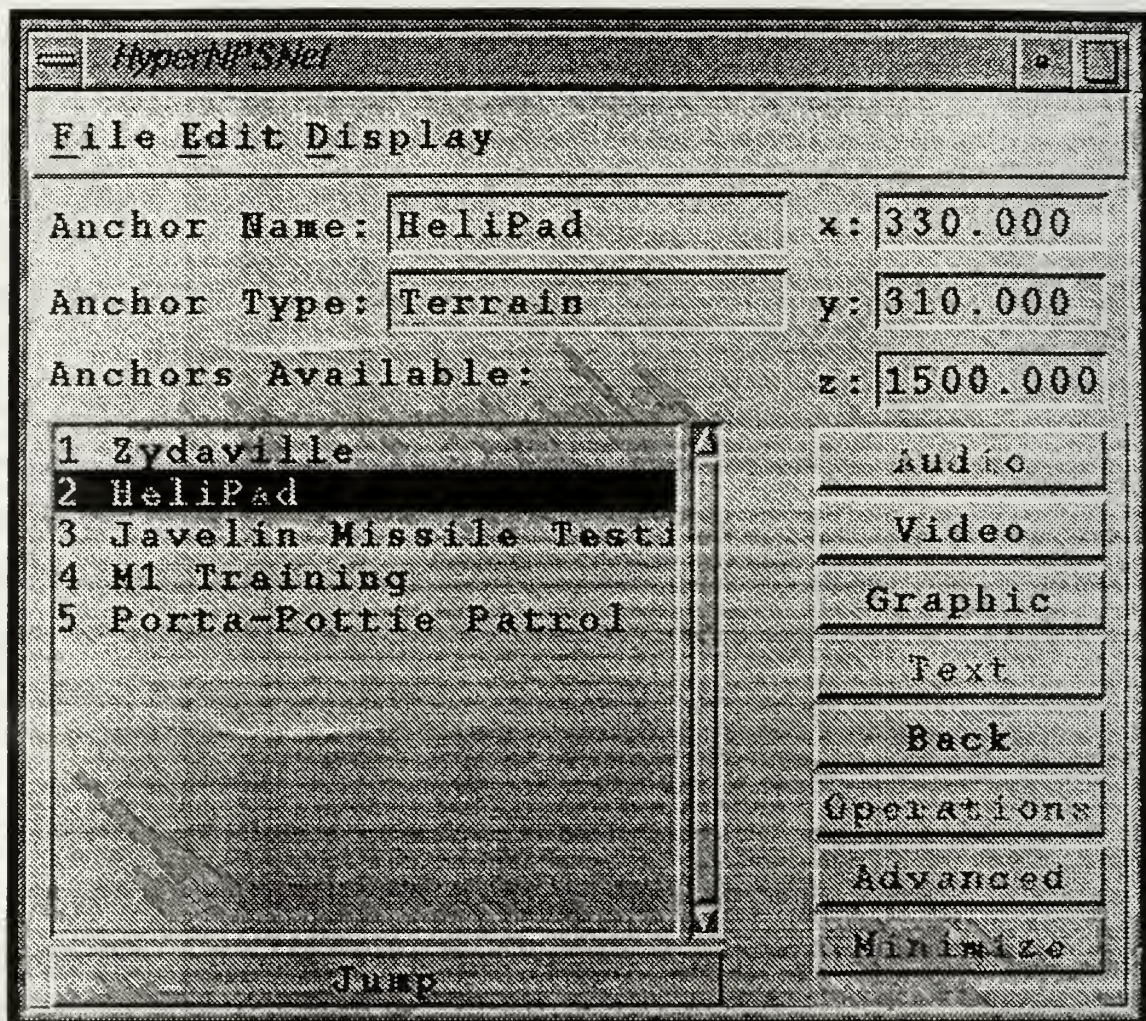 HyperNPSNet
File Edit Display
Anchor Name: HeliPad x: 330.000
Anchor Type: Terrain y: 310.000
Anchors Available: z: 1500.000
1 Zydaville
2 HeliPad
3 Javelin Missile Testi
4 M1 Training
5 Porta-Pottie Patrol
Audio
Video
Graphic
Text
Back
Operations
Advanced
Minimize
Jump